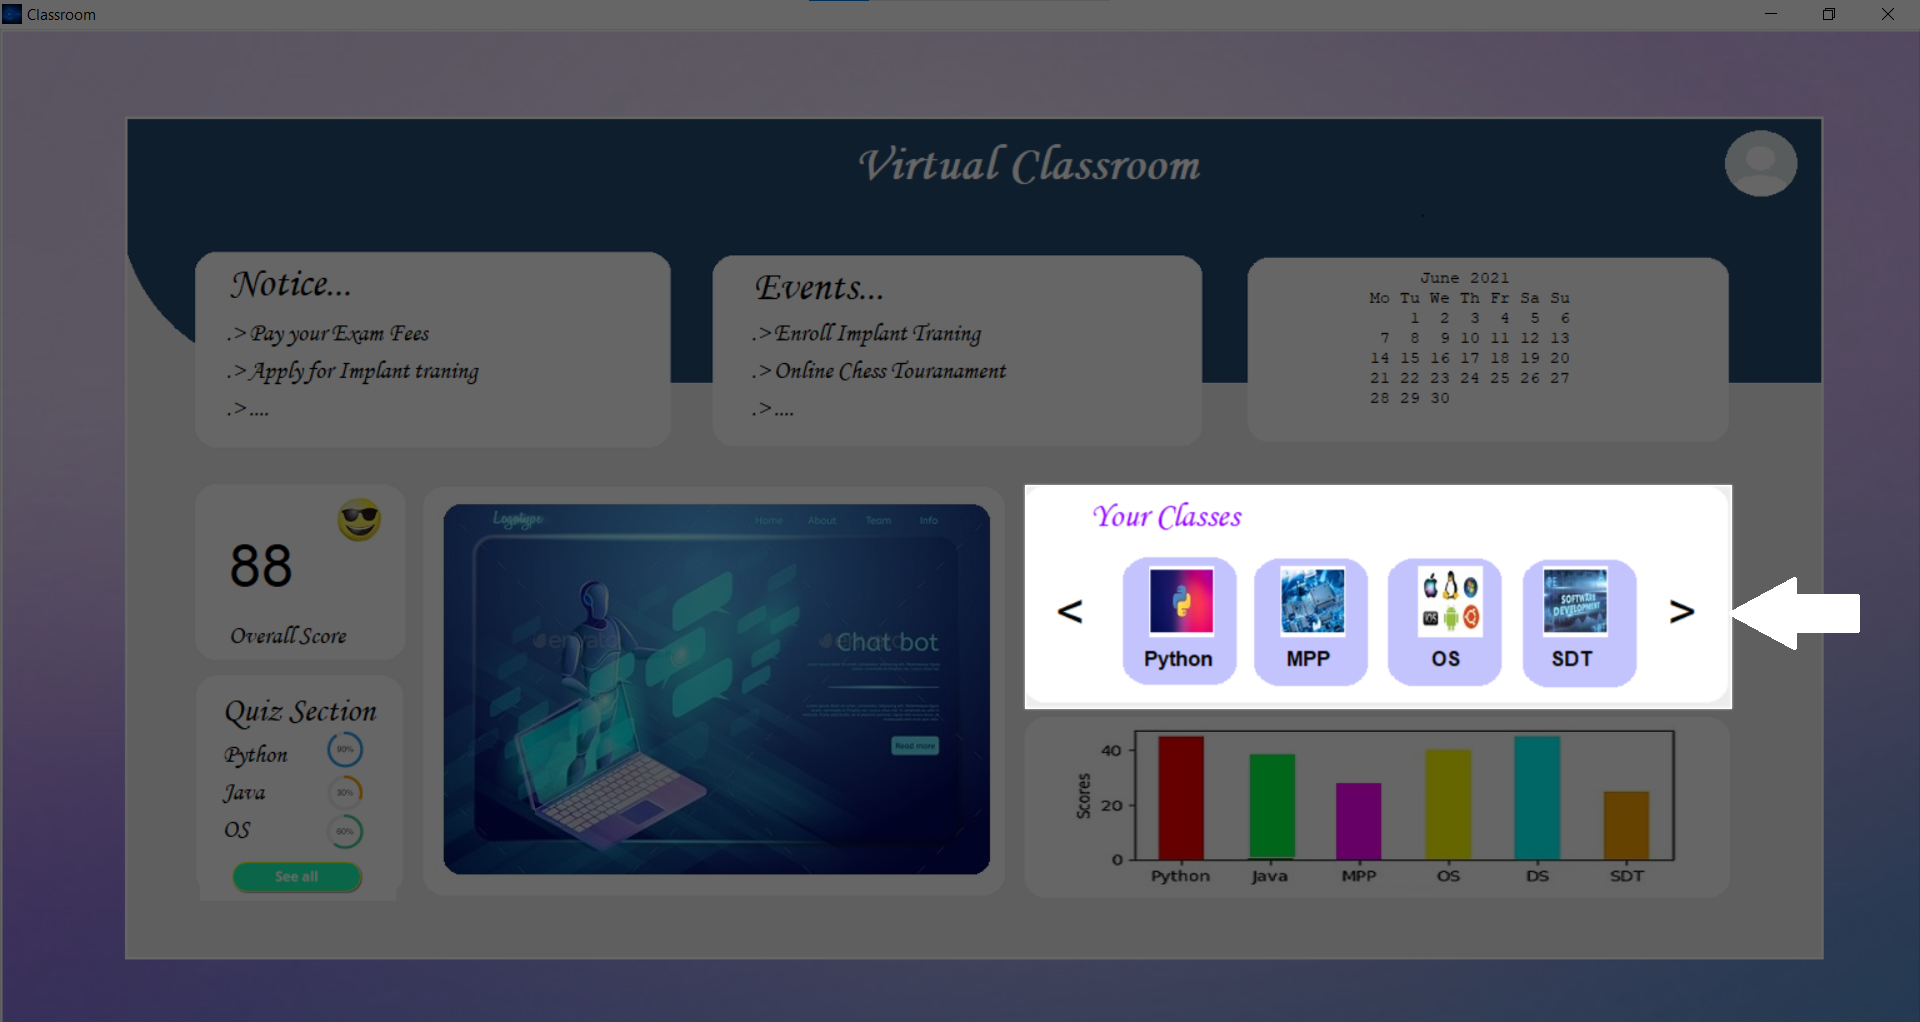 Classroom
Virtual Classroom
Notice...
.> Pay your Exam Fees
.> Apply for Implant traning
.> ....
Events...
.> Enroll Implant Traning
.> Online Chess Touranament
.> ....
June 2021
Mo Tu We Th Fr Sa Su
1 2 3 4 5 6
7 8 9 10 11 12 13
14 15 16 17 18 19 20
21 22 23 24 25 26 27
28 29 30
88
Overall Score
Quiz Section
Python 90%
Java 30%
OS 60%
See all
Logotype Home About Team Info
envato
Chat bot
Read more
Your Classes
< >
Python MPP OS SDT
iOS
SOFTWARE
DEVELOPMENT
Scores
40
20
0
Python Java MPP OS DS SDT